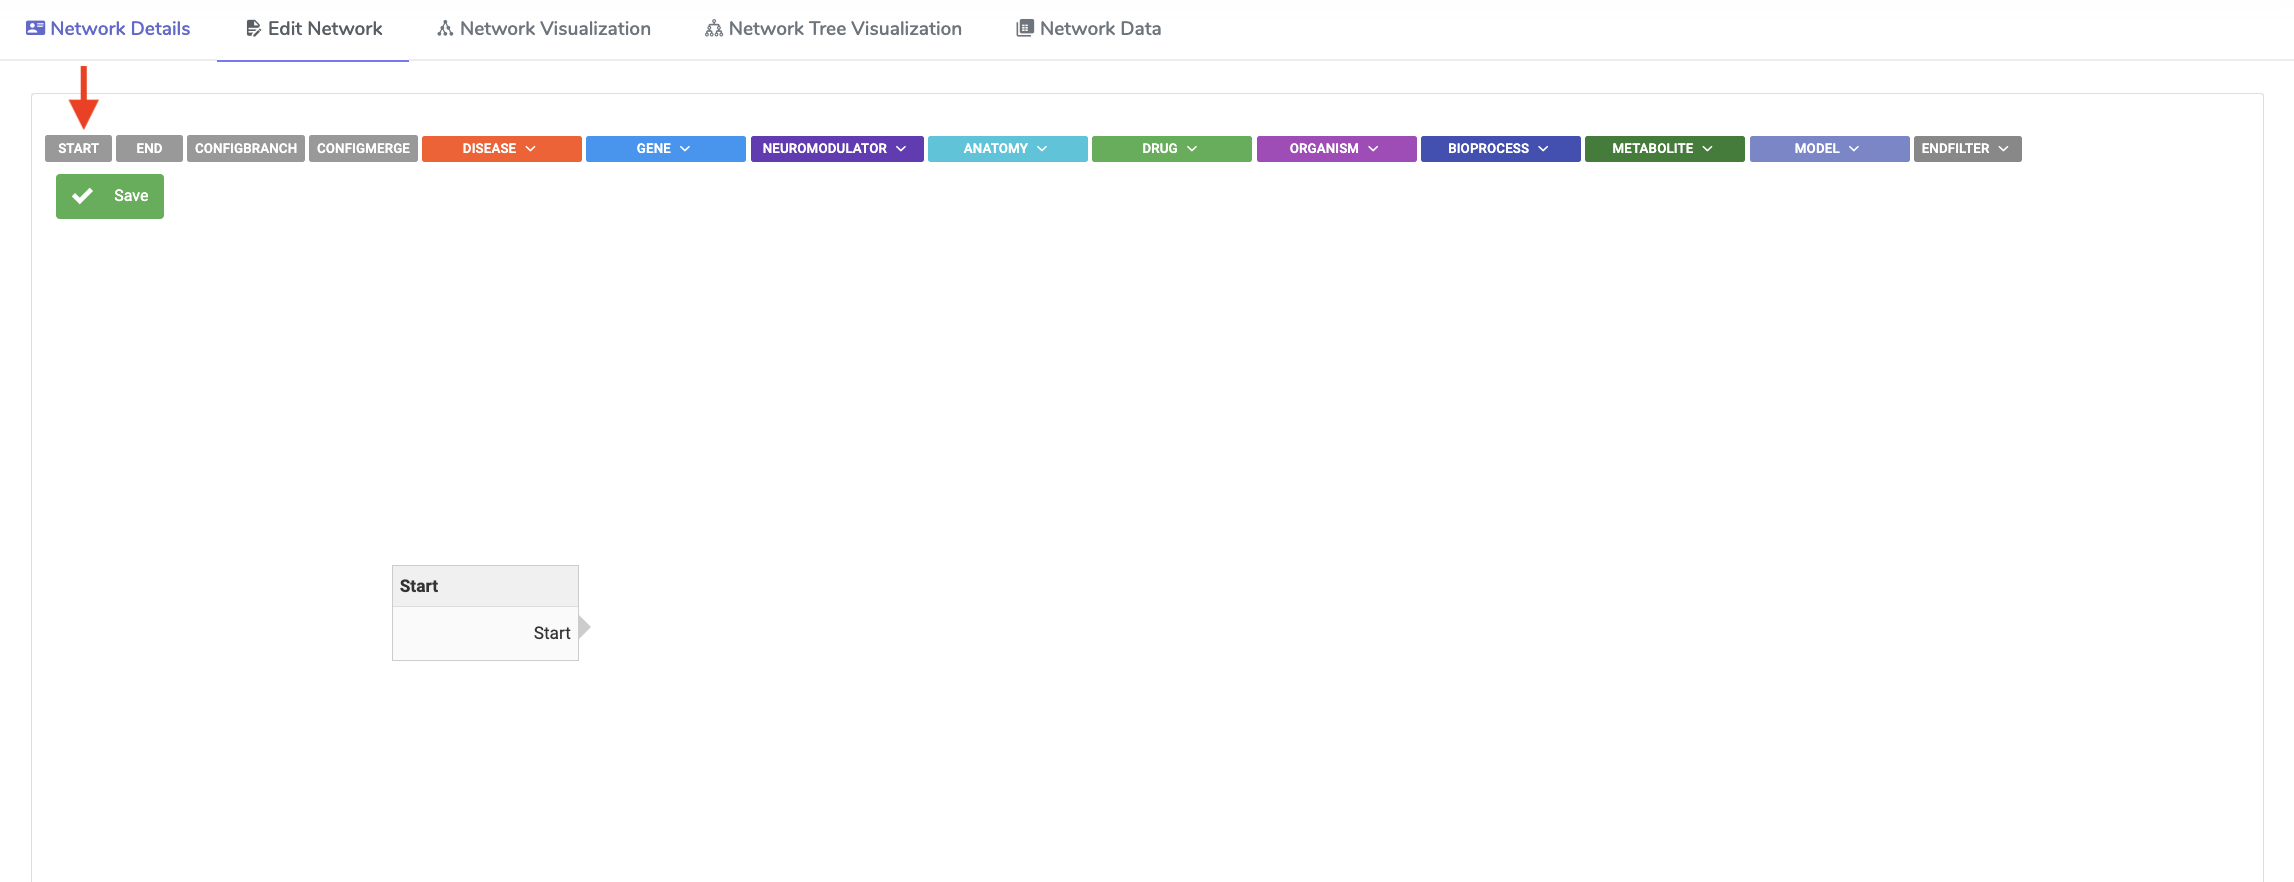 Network Details Edit Network Network Visualization Network Tree Visualization Network Data
START END CONFIGBRANCH CONFIGMERGE DISEASE GENE NEUROMODULATOR ANATOMY DRUG ORGANISM BIOPROCESS METABOLITE MODEL ENDFILTER
Save
Start
Start